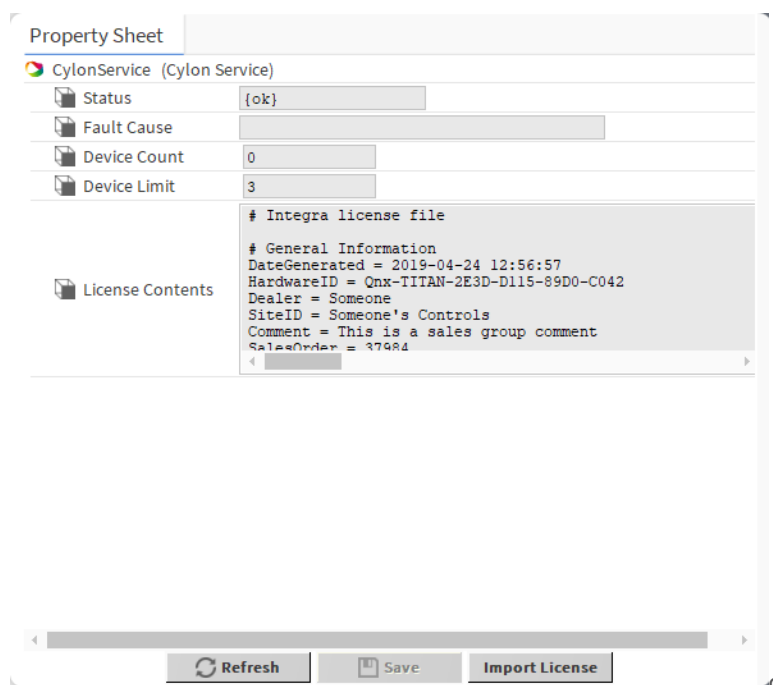 Property Sheet
CylonService (Cylon Service)
Status {ok}
Fault Cause
Device Count 0
Device Limit 3
License Contents
# Integra license file
# General Information
DateGenerated = 2019-04-24 12:56:57
HardwareID = Qnx-TITAN-2E3D-D115-89D0-C042
Dealer = Someone
SiteID = Someone's Controls
Comment = This is a sales group comment
SalesOrder = 37984
Refresh Save Import License